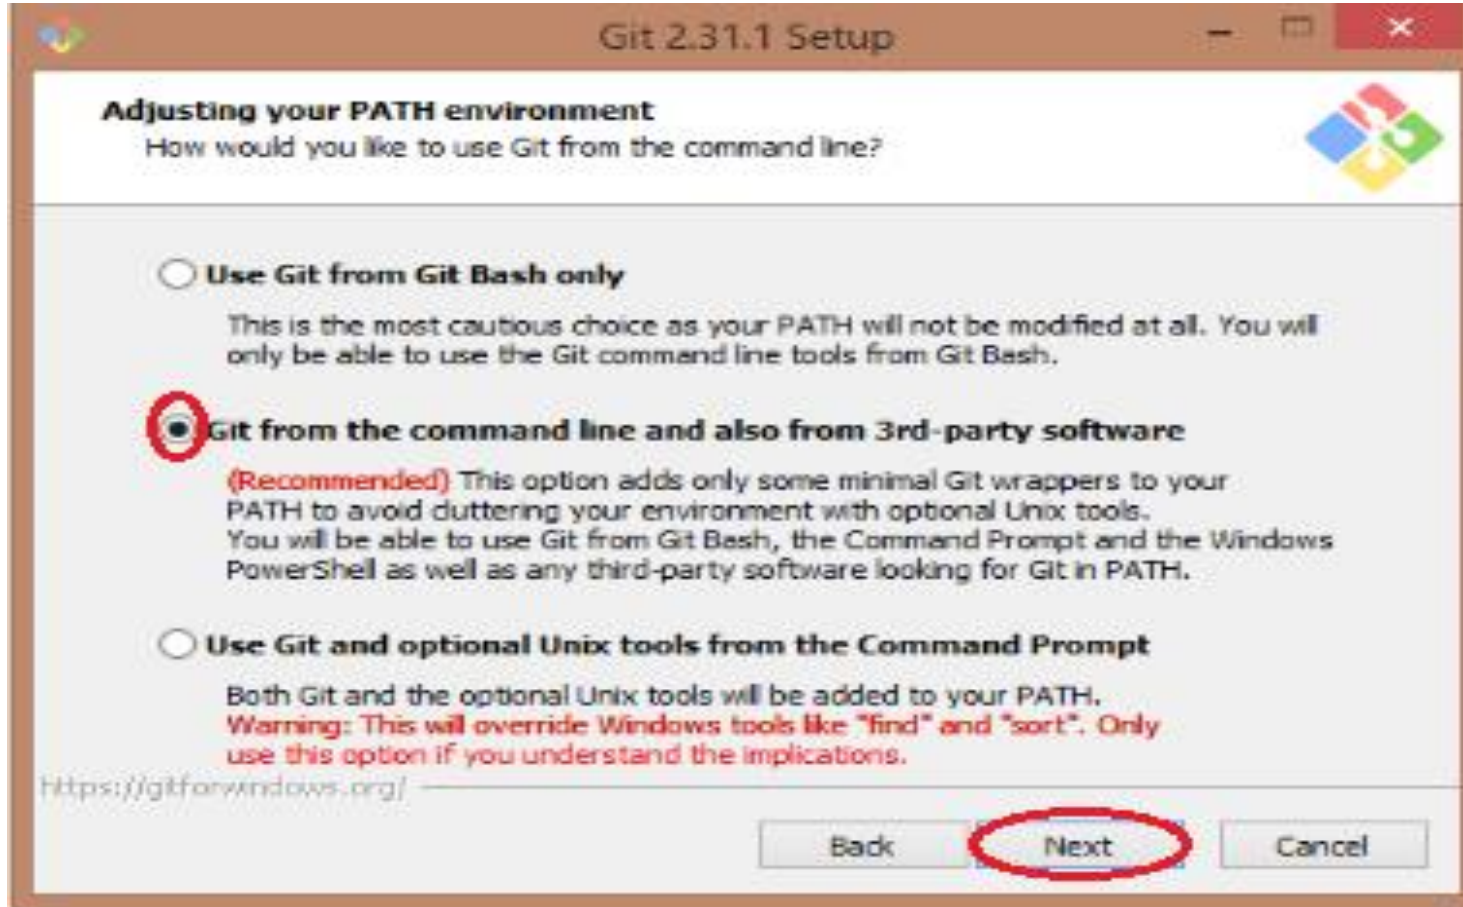 Git 2.31.1 Setup
Adjusting your PATH environment
How would you like to use Git from the command line?
Use Git from Git Bash only
This is the most cautious choice as your PATH will not be modified at all. You will
only be able to use the Git command line tools from Git Bash.
Git from the command line and also from 3rd-party software
(Recommended) This option adds only some minimal Git wrappers to your
PATH to avoid cluttering your environment with optional Unix tools.
You will be able to use Git from Git Bash, the Command Prompt and the Windows
PowerShell as well as any third-party software looking for Git in PATH.
Use Git and optional Unix tools from the Command Prompt
Both Git and the optional Unix tools will be added to your PATH.
Warning: This will override Windows tools like "find" and "sort". Only
use this option if you understand the implications.
https://gitforwindows.org/
Back Next Cancel